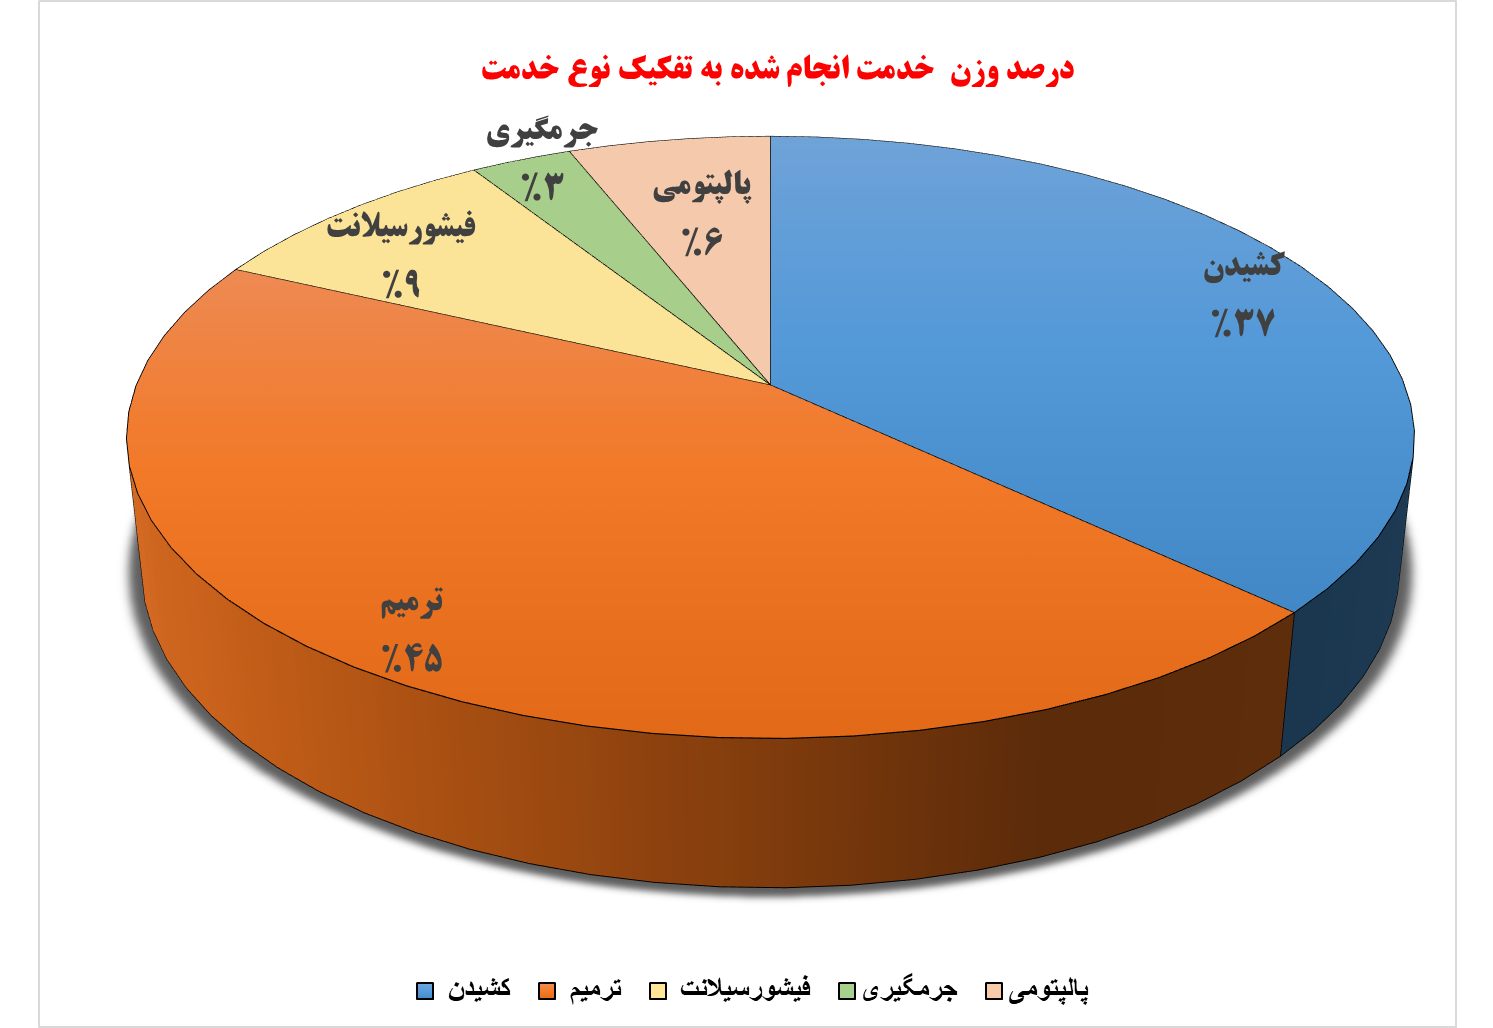 درصد وزن خدمت انجام شده به تفکیک نوع خدمت
جرمگیری
٪۳
پالپتومی
٪۶
فیشورسیلانت
٪۹
کشیدن
٪۳۷
ترمیم
٪۴۵
کشیدن ترمیم فیشورسیلانت جرمگیری پالپتومی